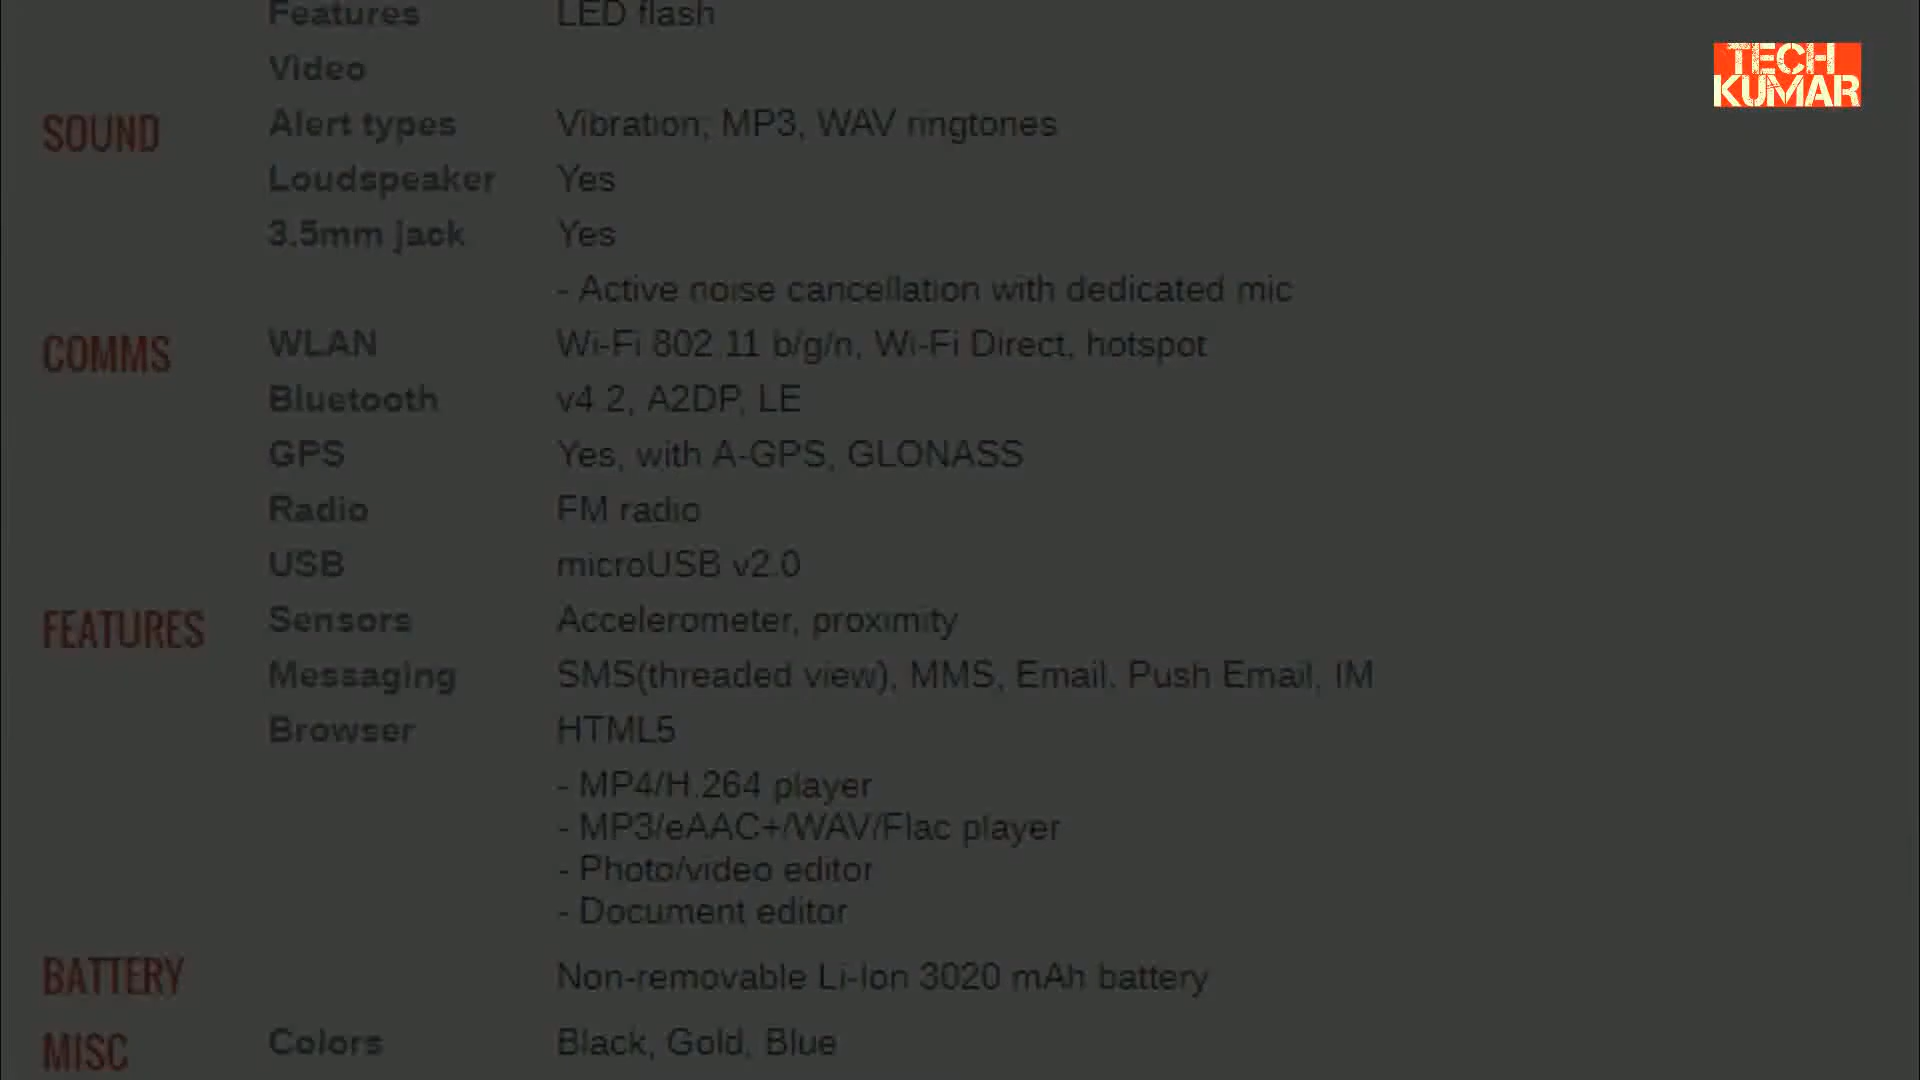 Features LED flash
Video
TECH
KUMAR
SOUND Alert types Vibration; MP3, WAV ringtones
Loudspeaker Yes
3.5mm jack Yes
- Active noise cancellation with dedicated mic
COMMS WLAN Wi-Fi 802.11 b/g/n, Wi-Fi Direct, hotspot
Bluetooth v4.2, A2DP, LE
GPS Yes, with A-GPS, GLONASS
Radio FM radio
USB microUSB v2.0
FEATURES Sensors Accelerometer, proximity
Messaging SMS(threaded view), MMS, Email, Push Email, IM
Browser HTML5
- MP4/H.264 player
- MP3/eAAC+/WAV/Flac player
- Photo/video editor
- Document editor
BATTERY Non-removable Li-Ion 3020 mAh battery
MISC Colors Black, Gold, Blue